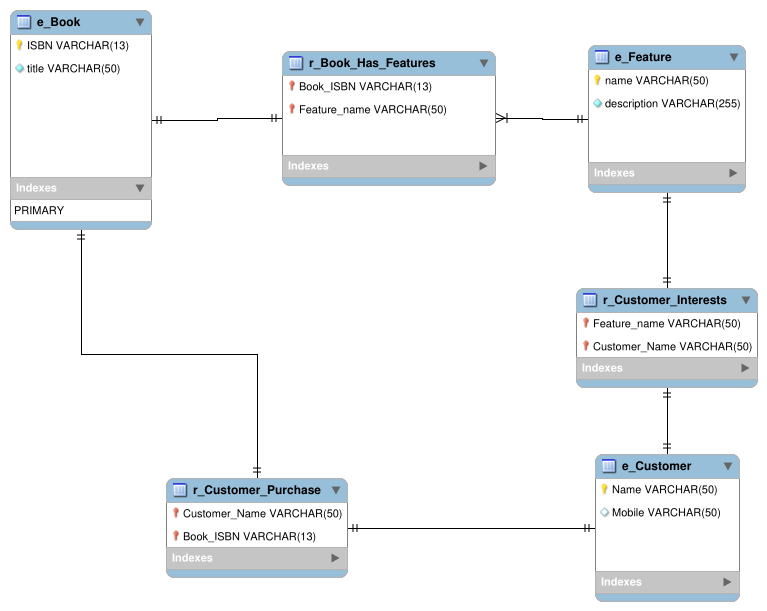 e_Book
ISBN VARCHAR(13)
title VARCHAR(50)
Indexes
PRIMARY
r_Book_Has_Features
Book_ISBN VARCHAR(13)
Feature_name VARCHAR(50)
Indexes
e_Feature
name VARCHAR(50)
description VARCHAR(255)
Indexes
r_Customer_Interests
Feature_name VARCHAR(50)
Customer_Name VARCHAR(50)
Indexes
r_Customer_Purchase
Customer_Name VARCHAR(50)
Book_ISBN VARCHAR(13)
Indexes
e_Customer
Name VARCHAR(50)
Mobile VARCHAR(50)
Indexes